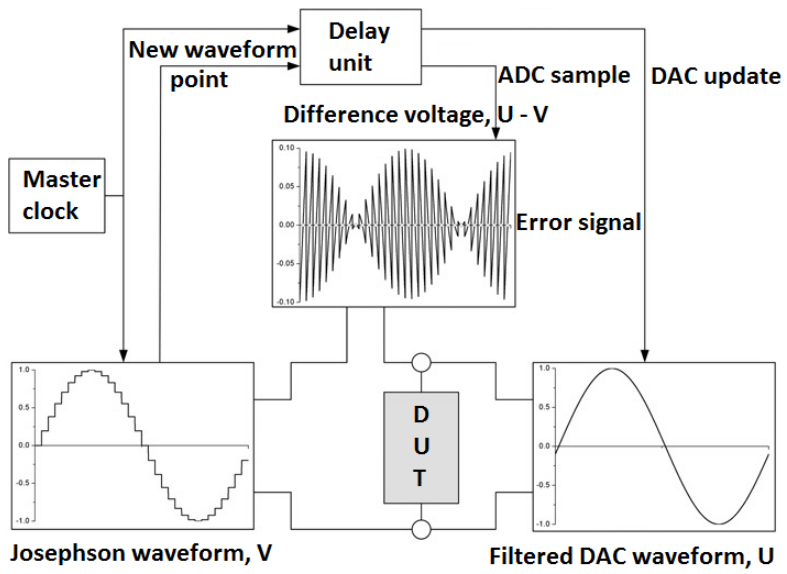 Delay
unit
New waveform
point
ADC sample
DAC update
Difference voltage, U - V
Master
clock
0.10
0.05
0.00
-0.05
-0.10
Error signal
1.0
0.5
0.0
-0.5
-1.0
D
U
T
1.0
0.5
0.0
-0.5
-1.0
Josephson waveform, V
Filtered DAC waveform, U